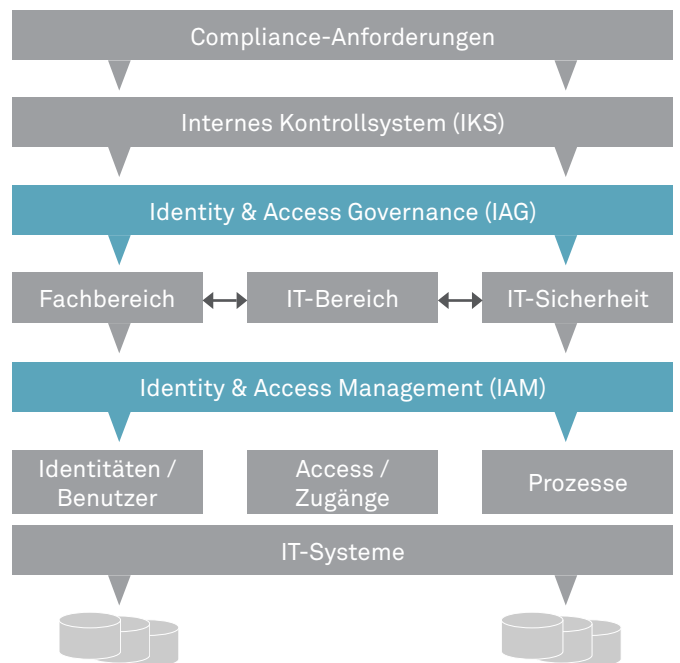 Compliance-Anforderungen
Internes Kontrollsystem (IKS)
Identity & Access Governance (IAG)
Fachbereich
IT-Bereich
IT-Sicherheit
Identity & Access Management (IAM)
Identitäten /
Benutzer
Access /
Zugänge
Prozesse
IT-Systeme